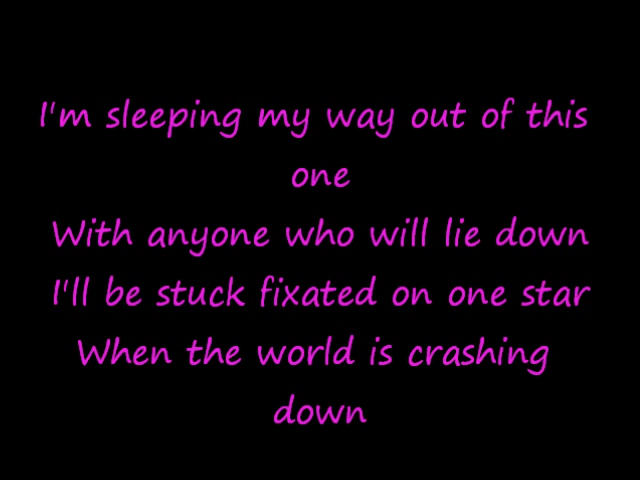 I'm sleeping my way out of this
one
With anyone who will lie down
I'll be stuck fixated on one star
When the world is crashing
down